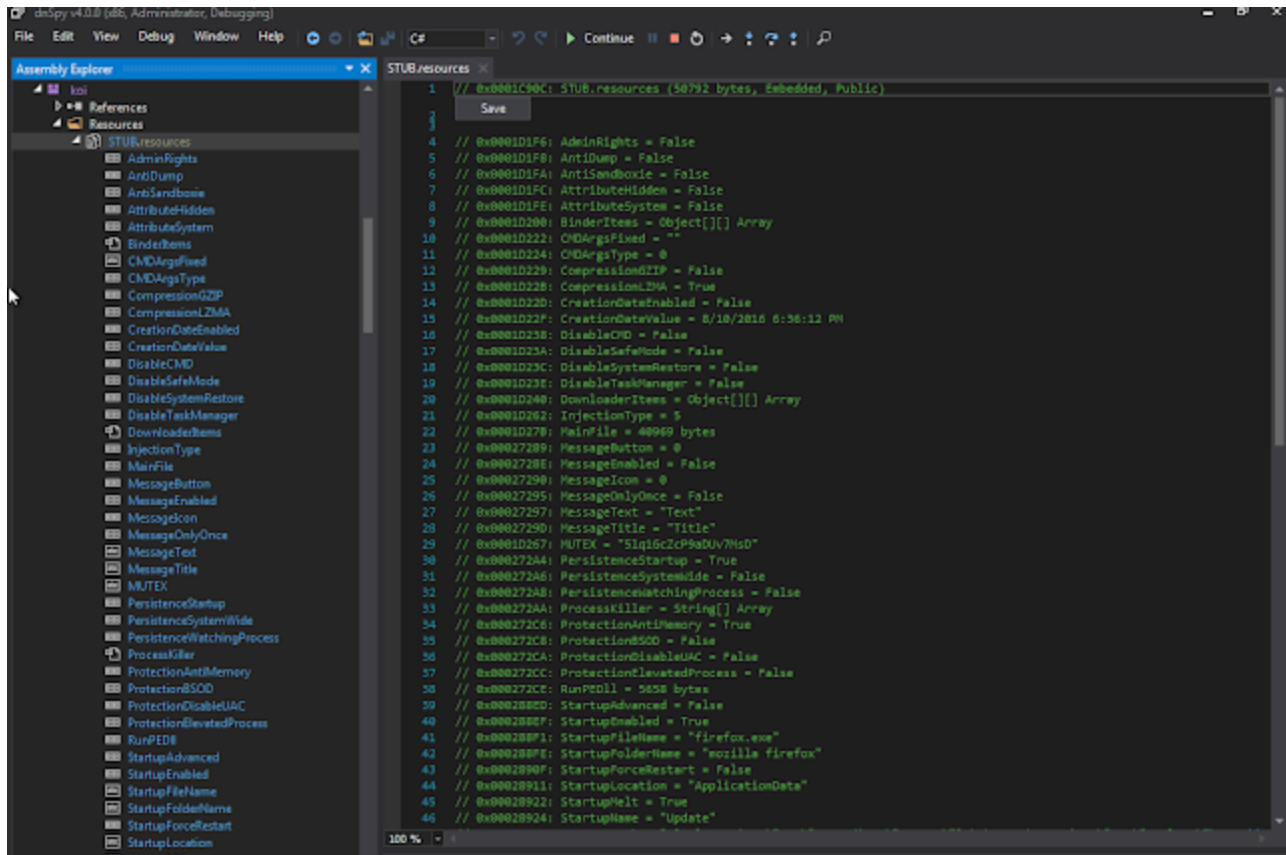 dnSpy v4.0.0 (x86, Administrator, Debugging)
File Edit View Debug Window Help C# Continue
Assembly Explorer
STUB.resources
koi
References
Resources
STUB.resources
AdminRights
AntiDump
AntiSandboxie
AttributeHidden
AttributeSystem
BinderItems
CMDArgsFixed
CMDArgsType
CompressionGZIP
CompressionLZMA
CreationDateEnabled
CreationDateValue
DisableCMD
DisableSafeMode
DisableSystemRestore
DisableTaskManager
DownloaderItems
InjectionType
MainFile
MessageButton
MessageEnabled
MessageIcon
MessageOnlyOnce
MessageText
MessageTitle
MUTEX
PersistenceStartup
PersistenceSystemWide
PersistenceWatchingProcess
ProcessKiller
ProtectionAntiMemory
ProtectionBSOD
ProtectionDisableUAC
ProtectionElevatedProcess
RunPEDll
StartupAdvanced
StartupEnabled
StartupFileName
StartupFolderName
StartupForceRestart
StartupLocation
1 // 0x0001C90C: STUB.resources (50792 bytes, Embedded, Public)
Save
2
3
4 // 0x0001D1F6: AdminRights = False
5 // 0x0001D1F8: AntiDump = False
6 // 0x0001D1FA: AntiSandboxie = False
7 // 0x0001D1FC: AttributeHidden = False
8 // 0x0001D1FE: AttributeSystem = False
9 // 0x0001D200: BinderItems = Object[][] Array
10 // 0x0001D222: CMDArgsFixed = ""
11 // 0x0001D224: CMDArgsType = 0
12 // 0x0001D229: CompressionGZIP = False
13 // 0x0001D22B: CompressionLZMA = True
14 // 0x0001D22D: CreationDateEnabled = False
15 // 0x0001D22F: CreationDateValue = 8/10/2016 6:36:12 PM
16 // 0x0001D238: DisableCMD = False
17 // 0x0001D23A: DisableSafeMode = False
18 // 0x0001D23C: DisableSystemRestore = False
19 // 0x0001D23E: DisableTaskManager = False
20 // 0x0001D240: DownloaderItems = Object[][] Array
21 // 0x0001D262: InjectionType = 5
22 // 0x0001D27B: MainFile = 40969 bytes
23 // 0x00027289: MessageButton = 0
24 // 0x0002728E: MessageEnabled = False
25 // 0x00027290: MessageIcon = 0
26 // 0x00027295: MessageOnlyOnce = False
27 // 0x00027297: MessageText = "Text"
28 // 0x0002729D: MessageTitle = "Title"
29 // 0x0001D267: MUTEX =
30 // 0x000272A4: PersistenceStartup = True
31 // 0x000272A6: PersistenceSystemWide = False
32 // 0x000272A8: PersistenceWatchingProcess = False
33 // 0x000272AA: ProcessKiller = String[] Array
34 // 0x000272C6: ProtectionAntiMemory = True
35 // 0x000272C8: ProtectionBSOD = False
36 // 0x000272CA: ProtectionDisableUAC = False
37 // 0x000272CC: ProtectionElevatedProcess = False
38 // 0x000272CE: RunPEDll = 5658 bytes
39 // 0x000288ED: StartupAdvanced = False
40 // 0x000288EF: StartupEnabled = True
41 // 0x000288F1: StartupFileName = "firefox.exe"
42 // 0x000288FE: StartupFolderName = "mozilla firefox"
43 // 0x0002890F: StartupForceRestart = False
44 // 0x00028911: StartupLocation = "ApplicationData"
45 // 0x00028922: StartupMelt = True
46 // 0x00028924: StartupName = "Update"
100 %